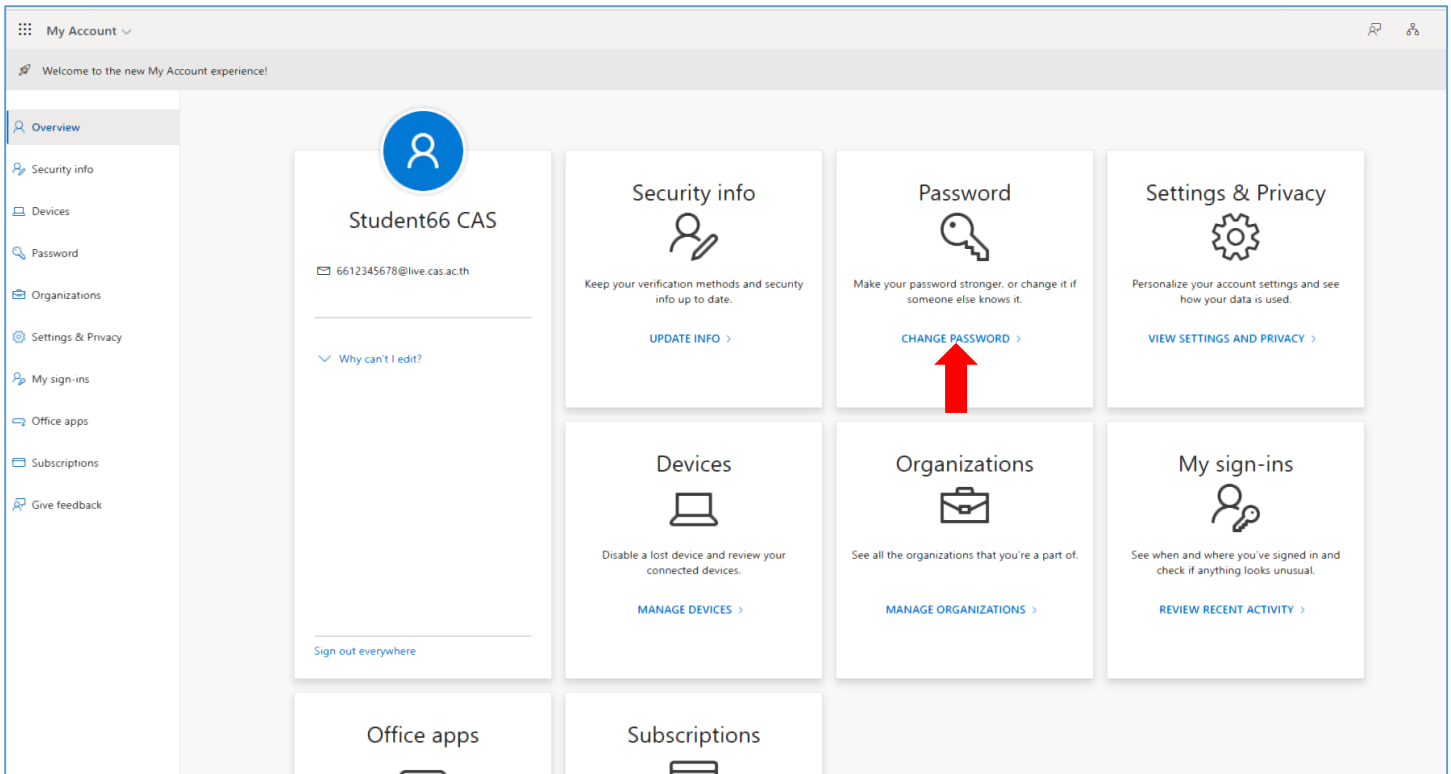 My Account
Welcome to the new My Account experience!
Overview
Security info
Devices
Password
Organizations
Settings & Privacy
My sign-ins
Office apps
Subscriptions
Give feedback
Student66 CAS
6612345678@live.cas.ac.th
Why can't I edit?
Sign out everywhere
Security info
Keep your verification methods and security
info up to date.
UPDATE INFO >
Password
Make your password stronger, or change it if
someone else knows it.
CHANGE PASSWORD >
Settings & Privacy
Personalize your account settings and see
how your data is used.
VIEW SETTINGS AND PRIVACY >
Devices
Disable a lost device and review your
connected devices.
MANAGE DEVICES >
Organizations
See all the organizations that you're a part of.
MANAGE ORGANIZATIONS >
My sign-ins
See when and where you've signed in and
check if anything looks unusual.
REVIEW RECENT ACTIVITY >
Office apps
Subscriptions